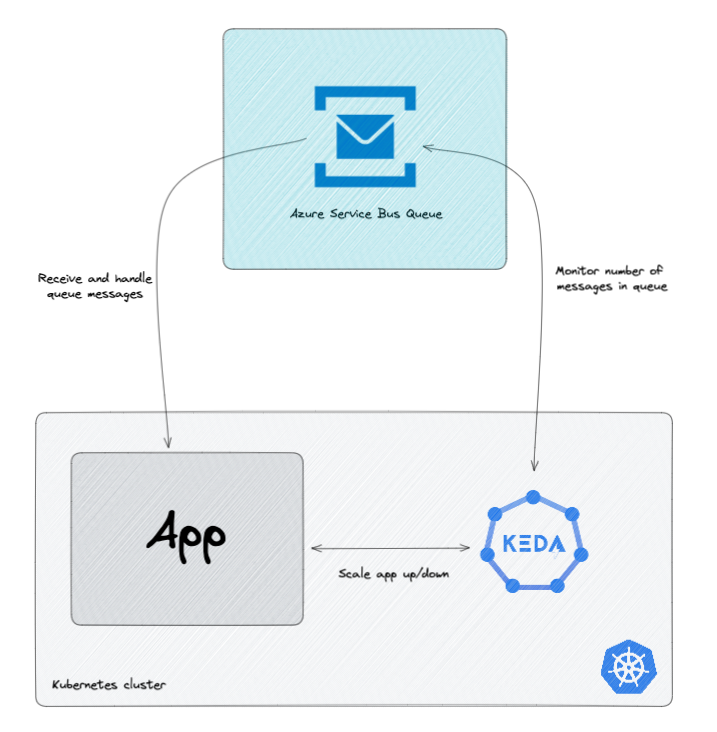 Azure Service Bus Queue
Receive and handle
queue messages
Monitor number of
messages in queue
App
KEDA
Scale app up/down
Kubernetes cluster